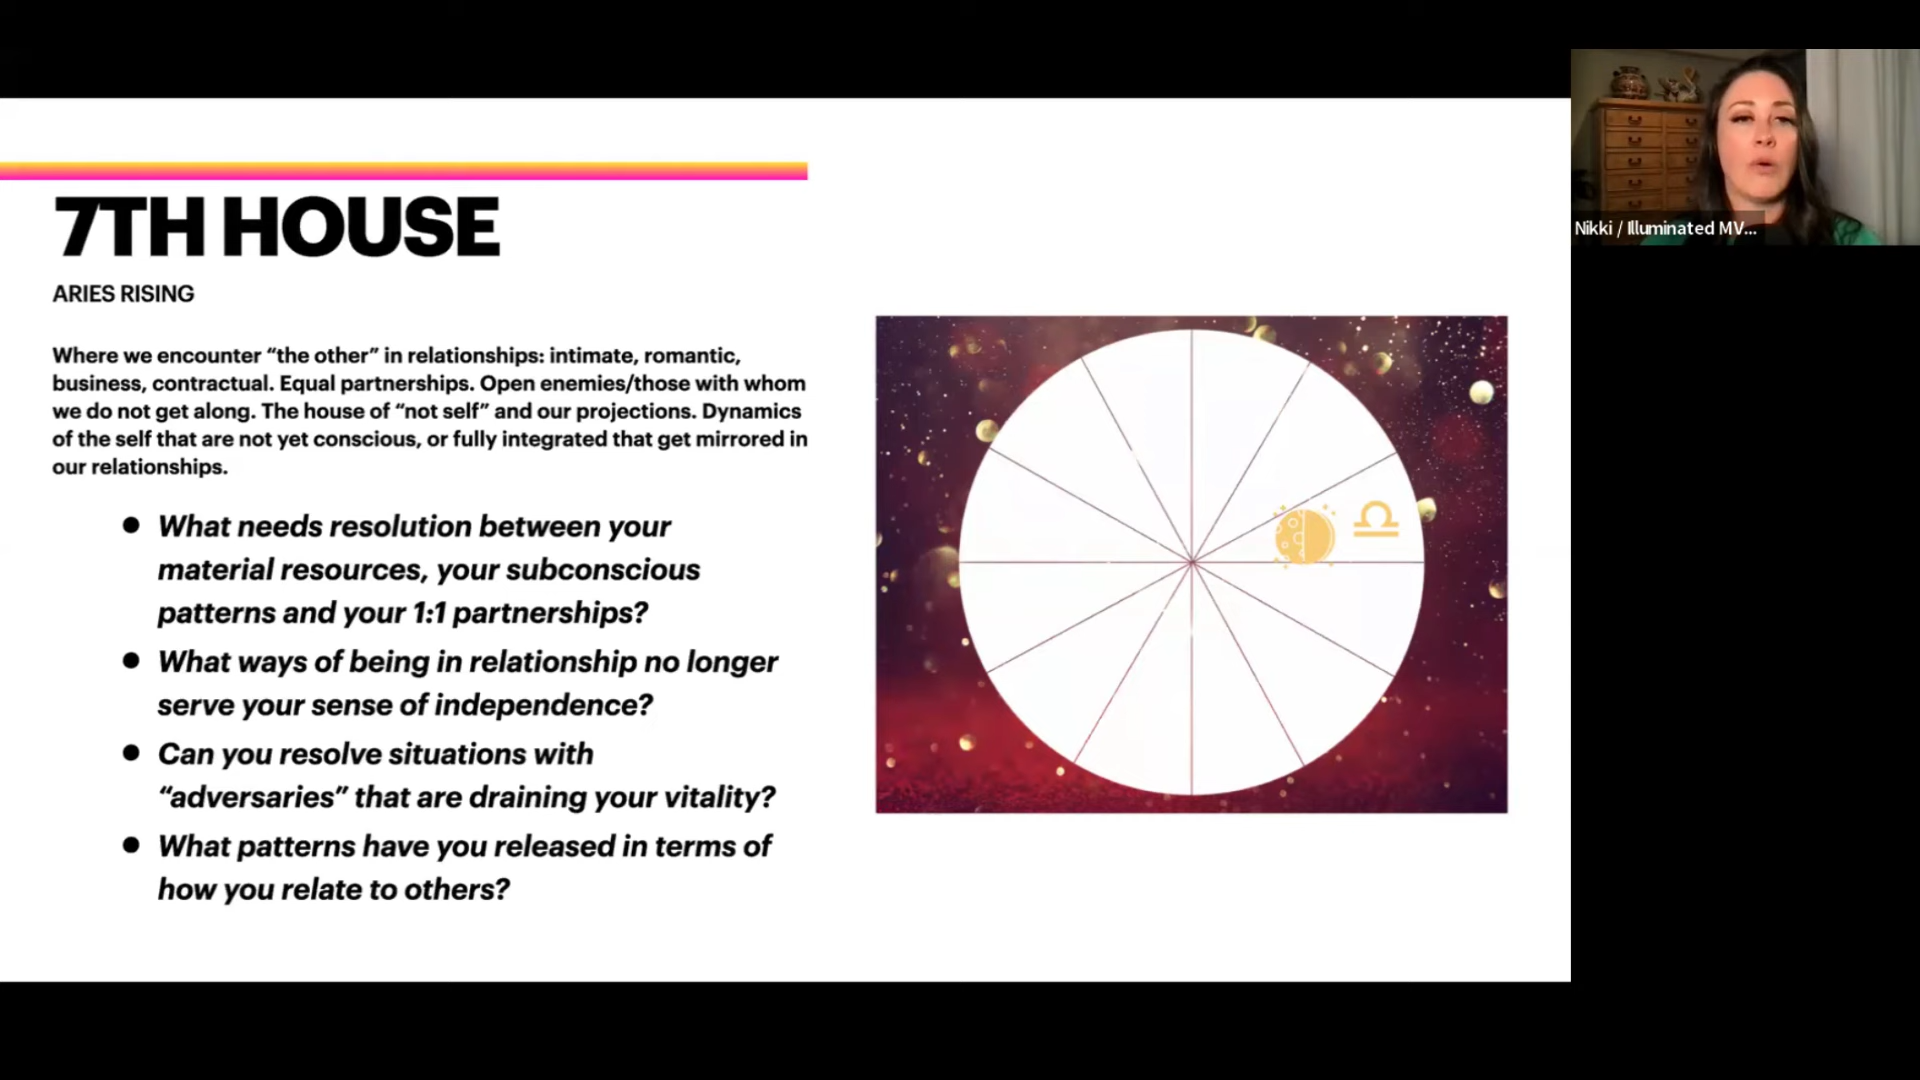 7TH HOUSE
ARIES RISING
Where we encounter “the other” in relationships: intimate, romantic,
business, contractual. Equal partnerships. Open enemies/those with whom
we do not get along. The house of “not self” and our projections. Dynamics
of the self that are not yet conscious, or fully integrated that get mirrored in
our relationships.
● What needs resolution between your
material resources, your subconscious
patterns and your 1:1 partnerships?
● What ways of being in relationship no longer
serve your sense of independence?
● Can you resolve situations with
“adversaries” that are draining your vitality?
● What patterns have you released in terms of
how you relate to others?
Nikki / Illuminated MV...